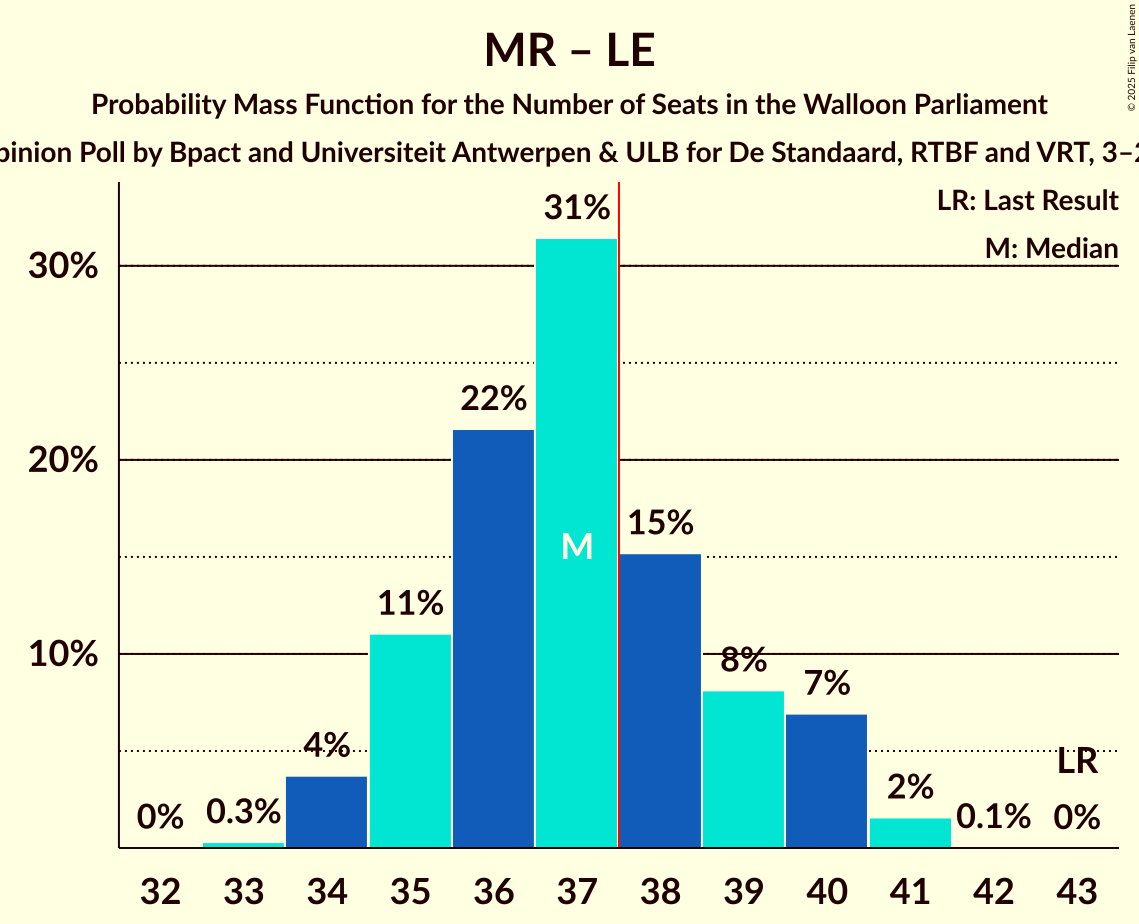 MR – LE
Probability Mass Function for the Number of Seats in the Walloon Parliament
pinion Poll by Bpact and Universiteit Antwerpen & ULB for De Standaard, RTBF and VRT, 3–2
© 2025 Filip van Laenen
LR: Last Result
M: Median
30%
20%
10%
0%
0.3%
4%
11%
22%
31%
M
15%
8%
7%
2%
0.1%
LR
0%
32 33 34 35 36 37 38 39 40 41 42 43